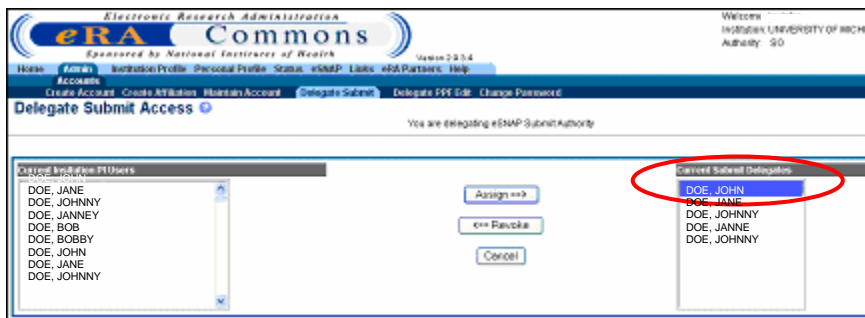 Electronic Research Administration
eRA Commons
Sponsored by National Institutes of Health
Version 2.8.3.4
Welcome
Institution: UNIVERSITY OF MICH
Authority: SO
Home Admin Institution Profile Personal Profile Status eSNAP Links eRA Partners Help
Accounts
Create Account Create Affiliation Maintain Account Delegate Submit Delegate PPF Edit Change Password
Delegate Submit Access
You are delegating eSNAP Submit Authority
Current Institution PI Users
DOE, JOHN
DOE, JANE
DOE, JOHNNY
DOE, JANNEY
DOE, BOB
DOE, BOBBY
DOE, JOHN
DOE, JANE
DOE, JOHNNY
Assign ==>
<== Revoke
Cancel
Current Submit Delegates
DOE, JOHN
DOE, JANE
DOE, JOHNNY
DOE, JANNE
DOE, JOHNNY